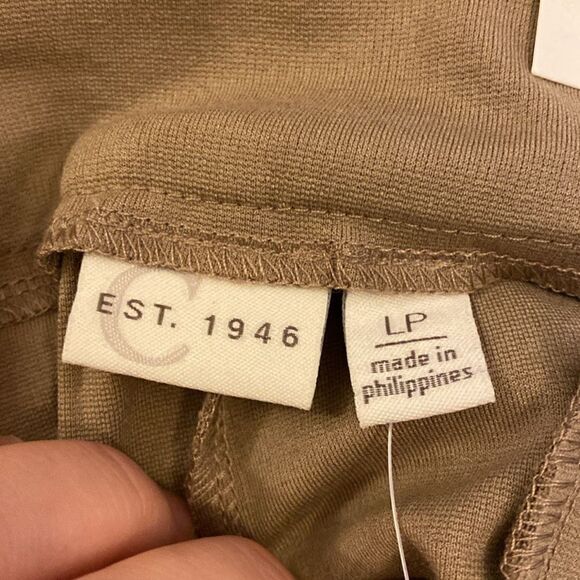 C
EST. 1946
LP
made in
philippines